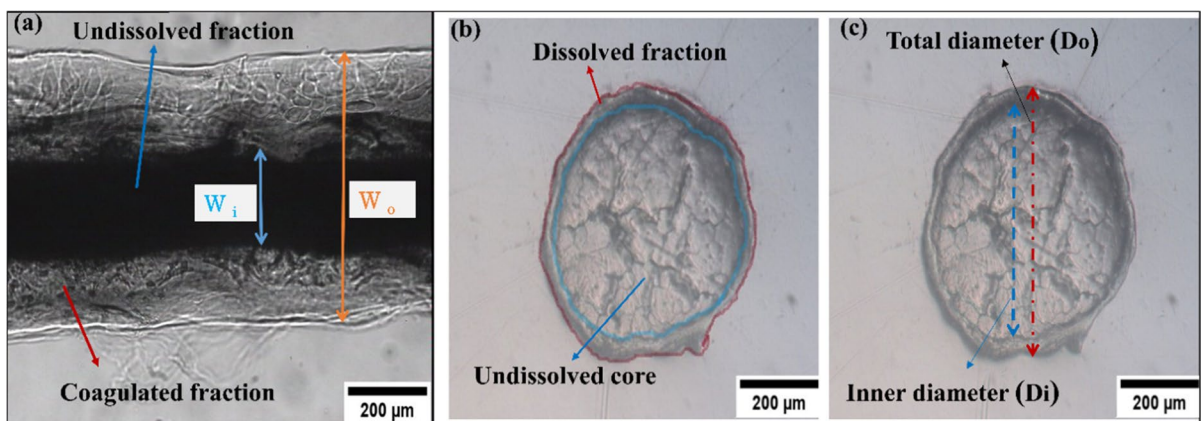 (a)
Undissolved fraction
W i
W o
Coagulated fraction
200 μm
(b)
Dissolved fraction
Undissolved core
200 μm
(c)
Total diameter (Do)
Inner diameter (Di)
200 μm